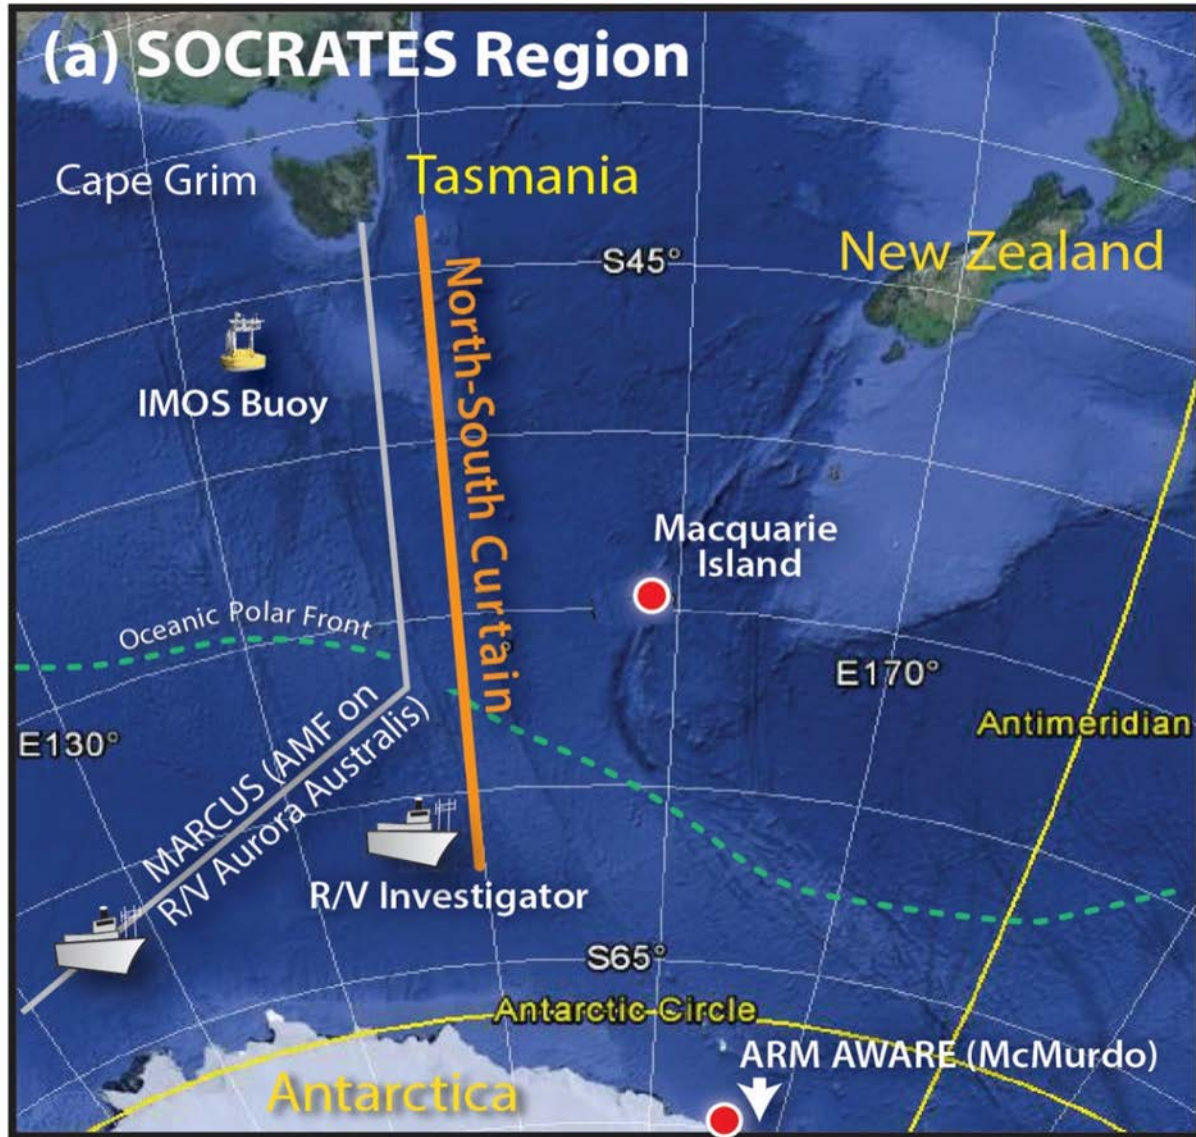 (a) SOCRATES Region
Cape Grim
Tasmania
S45°
New Zealand
North-South Curtain
IMOS Buoy
Macquarie
Island
Oceanic Polar Front
E170°
Antimeridian
E130°
MARCUS (AMF on
R/V Aurora Australis)
R/V Investigator
S65°
Antarctic Circle
ARM AWARE (McMurdo)
Antarctica